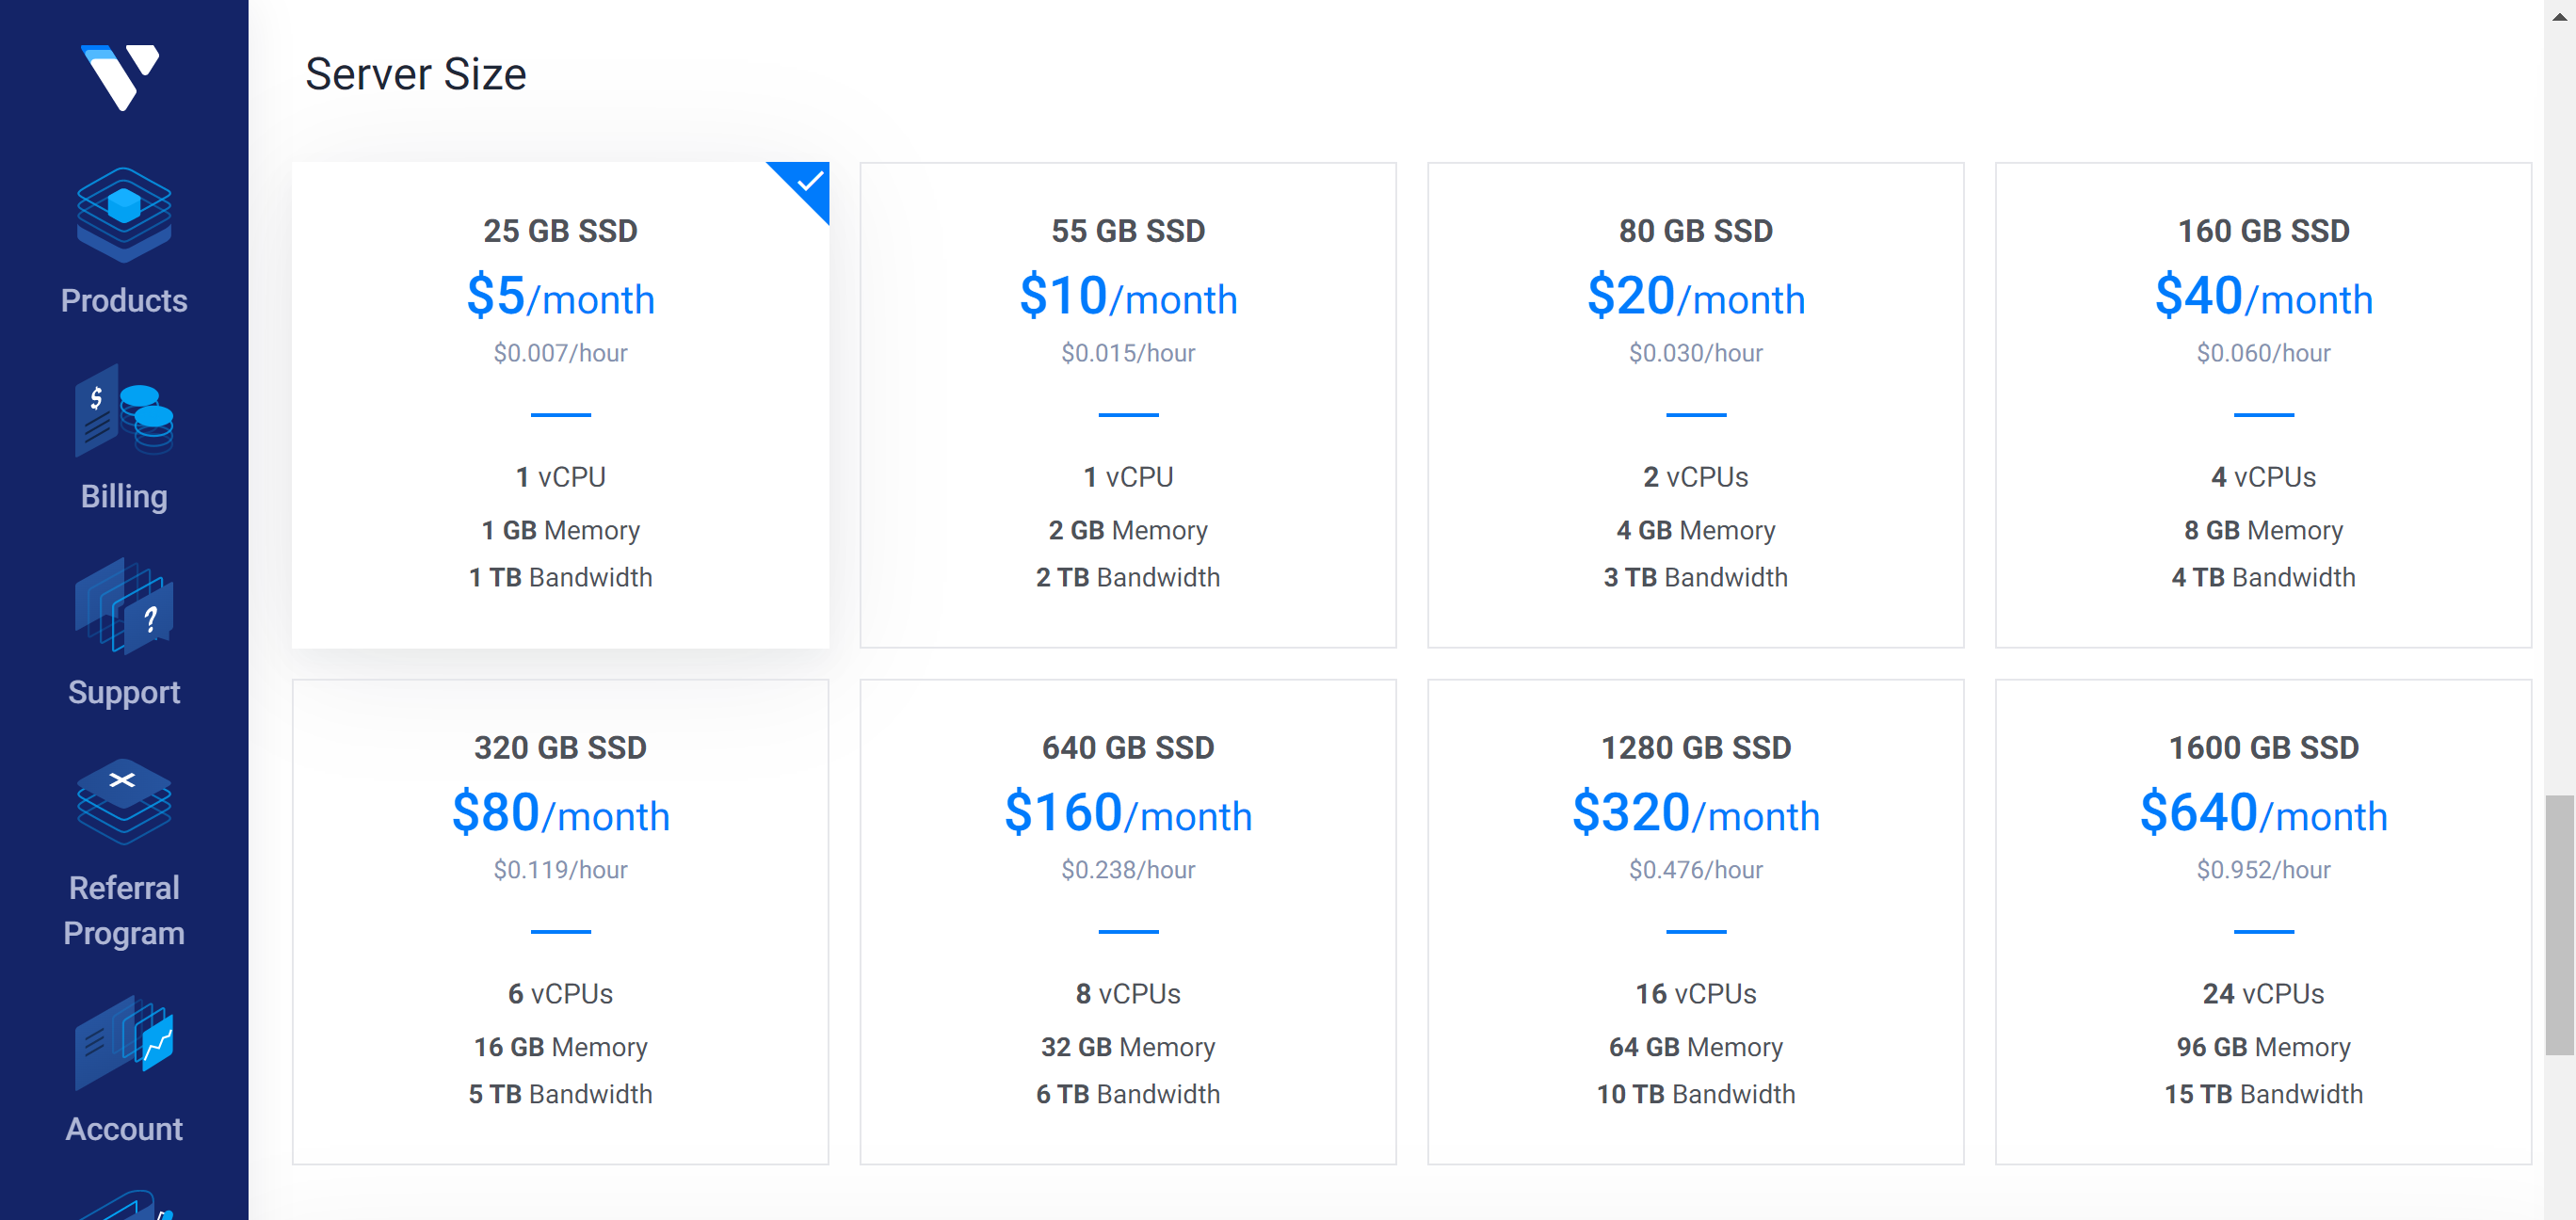 Server Size
Products
Billing
$
Support
?
Referral
Program
Account
25 GB SSD
$5/month
$0.007/hour
1 vCPU
1 GB Memory
1 TB Bandwidth
55 GB SSD
$10/month
$0.015/hour
1 vCPU
2 GB Memory
2 TB Bandwidth
80 GB SSD
$20/month
$0.030/hour
2 vCPUs
4 GB Memory
3 TB Bandwidth
160 GB SSD
$40/month
$0.060/hour
4 vCPUs
8 GB Memory
4 TB Bandwidth
320 GB SSD
$80/month
$0.119/hour
6 vCPUs
16 GB Memory
5 TB Bandwidth
640 GB SSD
$160/month
$0.238/hour
8 vCPUs
32 GB Memory
6 TB Bandwidth
1280 GB SSD
$320/month
$0.476/hour
16 vCPUs
64 GB Memory
10 TB Bandwidth
1600 GB SSD
$640/month
$0.952/hour
24 vCPUs
96 GB Memory
15 TB Bandwidth